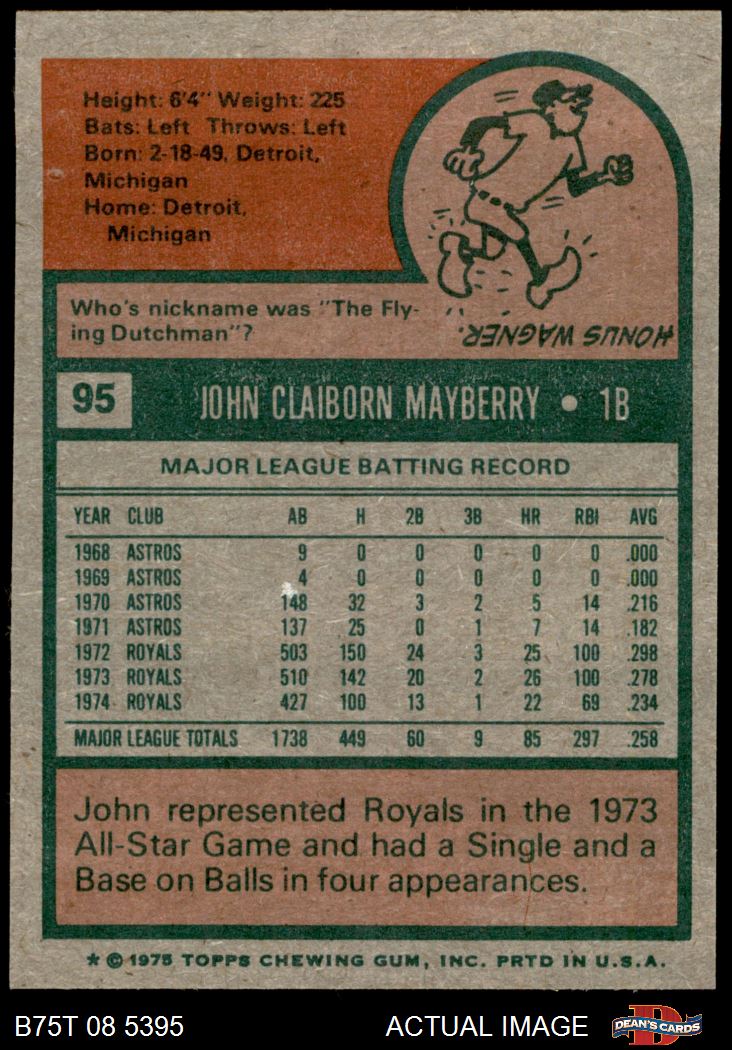 Height: 6'4" Weight: 225
Bats: Left Throws: Left
Born: 2-18-49, Detroit,
Michigan
Home: Detroit,
Michigan
Who's nickname was "The Fly-
ing Dutchman"?
HONUS WAGNER.
95 JOHN CLAIBORN MAYBERRY • 1B
MAJOR LEAGUE BATTING RECORD
YEAR CLUB AB H 2B 3B HR RBI AVG
1968 ASTROS 9 0 0 0 0 0 .000
1969 ASTROS 4 0 0 0 0 0 .000
1970 ASTROS 148 32 3 2 5 14 .216
1971 ASTROS 137 25 0 1 7 14 .182
1972 ROYALS 503 150 24 3 25 100 .298
1973 ROYALS 510 142 20 2 26 100 .278
1974 ROYALS 427 100 13 1 22 69 .234
MAJOR LEAGUE TOTALS 1738 449 60 9 85 297 .258
John represented Royals in the 1973
All-Star Game and had a Single and a
Base on Balls in four appearances.
* © 1975 TOPPS CHEWING GUM, INC. PRTD IN U.S.A.
B75T 08 5395 ACTUAL IMAGE D DEAN'S CARDS